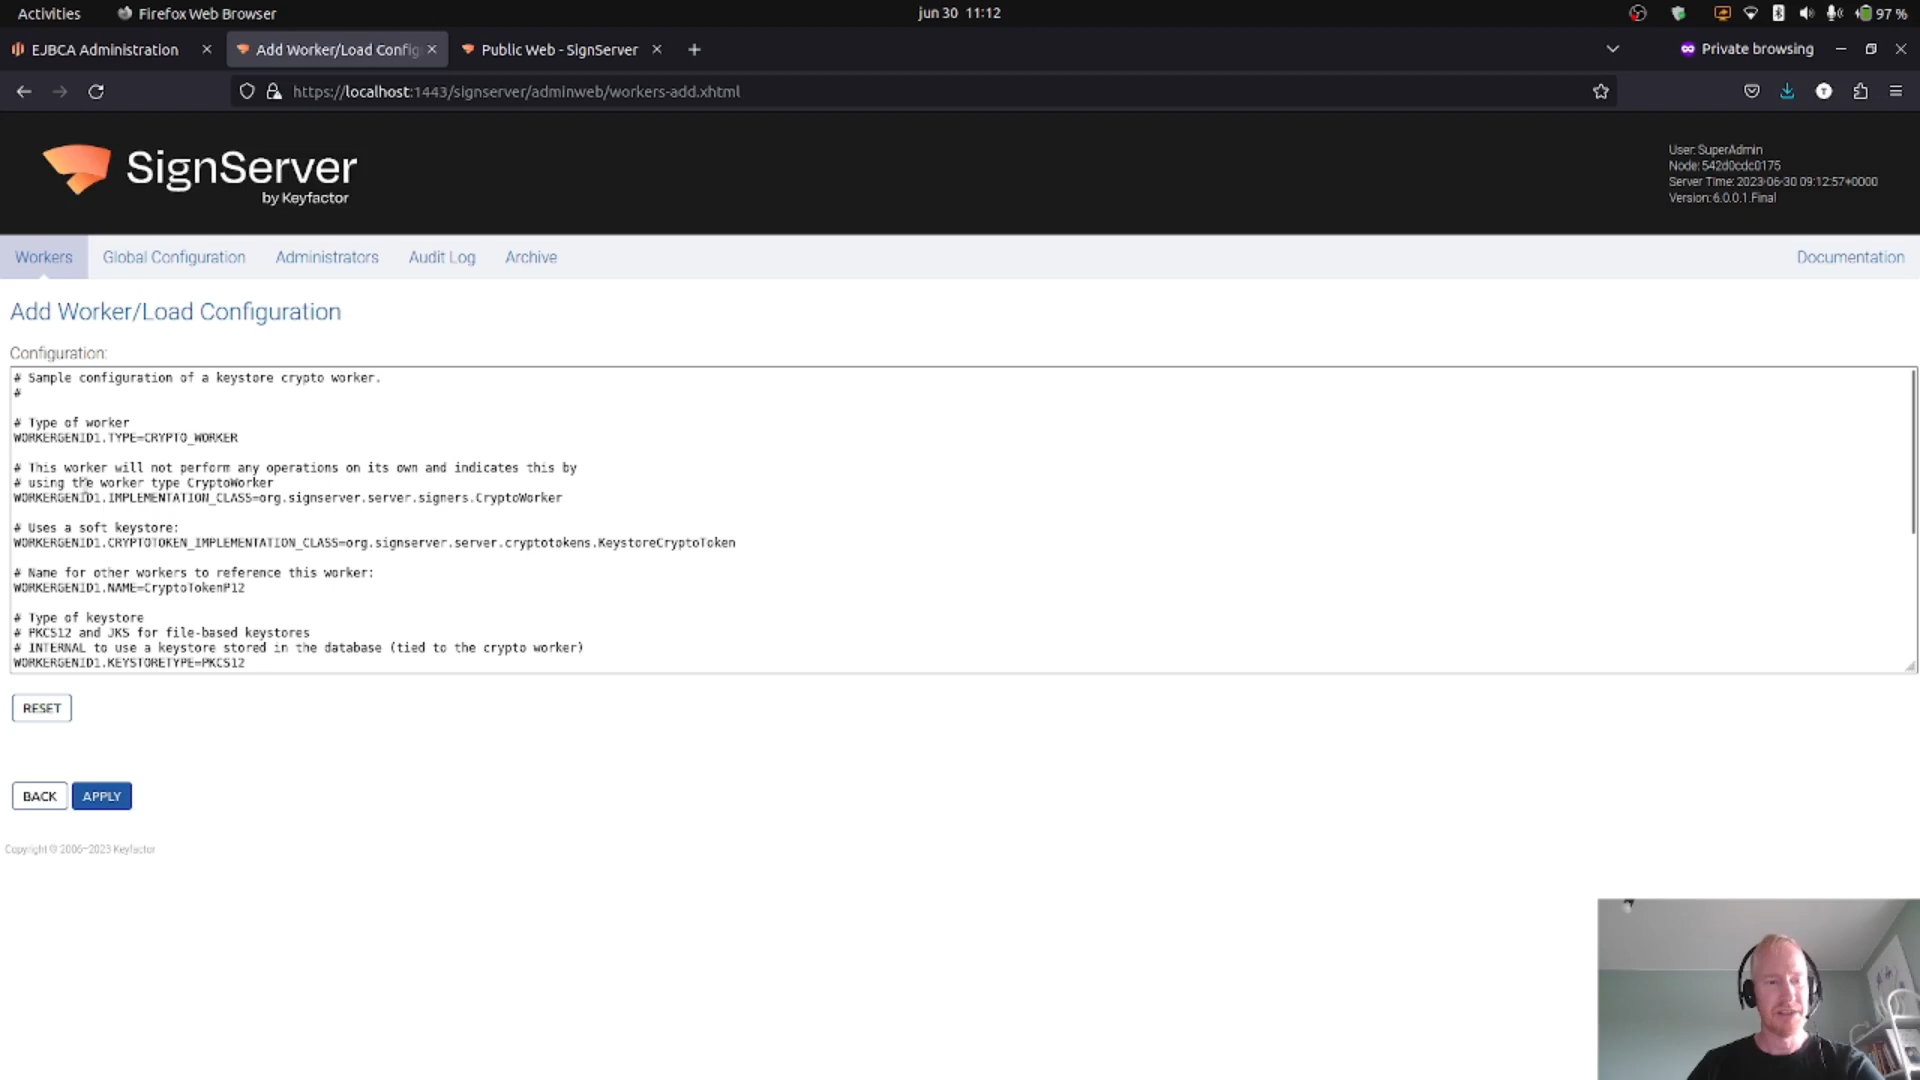 Activities
Firefox Web Browser
jun 30 11:12
97 %
EJBCA Administration
Add Worker/Load Config
Public Web - SignServer
Private browsing
https://localhost:1443/signserver/adminweb/workers-add.xhtml
SignServer
by Keyfactor
User: SuperAdmin
Node: 542d0cdc0175
Server Time: 2023-06-30 09:12:57+0000
Version: 6.0.0.1.Final
Workers
Global Configuration
Administrators
Audit Log
Archive
Documentation
Add Worker/Load Configuration
Configuration:
# Sample configuration of a keystore crypto worker.
#
# Type of worker
WORKERGENID1.TYPE=CRYPTO_WORKER
# This worker will not perform any operations on its own and indicates this by
# using the worker type CryptoWorker
WORKERGENID1.IMPLEMENTATION_CLASS=org.signserver.server.signers.CryptoWorker
# Uses a soft keystore:
WORKERGENID1.CRYPTOTOKEN_IMPLEMENTATION_CLASS=org.signserver.server.cryptotokens.KeystoreCryptoToken
# Name for other workers to reference this worker:
WORKERGENID1.NAME=CryptoTokenP12
# Type of keystore
# PKCS12 and JKS for file-based keystores
# INTERNAL to use a keystore stored in the database (tied to the crypto worker)
WORKERGENID1.KEYSTORETYPE=PKCS12
RESET
BACK
APPLY
Copyright © 2006–2023 Keyfactor